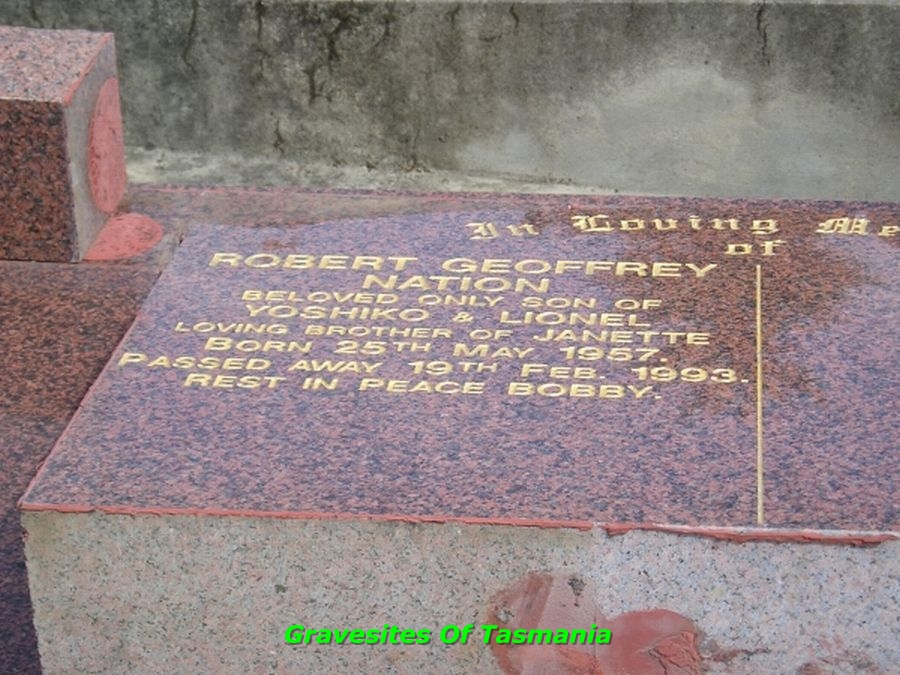 In Loving Me
of
ROBERT GEOFFREY
NATION
BELOVED ONLY SON OF
YOSHIKO & LIONEL
LOVING BROTHER OF JANETTE
BORN 25TH MAY 1957.
PASSED AWAY 19TH FEB. 1993.
REST IN PEACE BOBBY.
Gravesites Of Tasmania